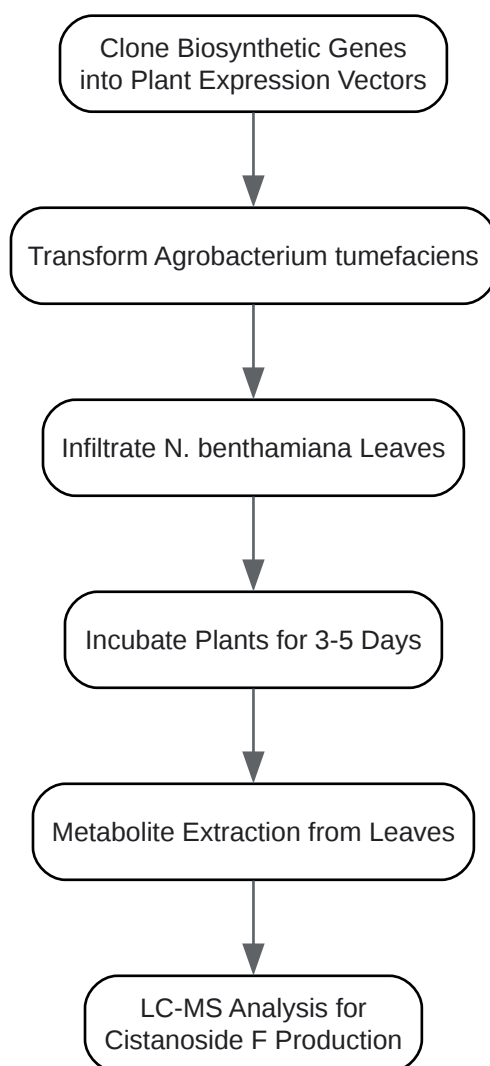 Clone Biosynthetic Genes
into Plant Expression Vectors
Transform Agrobacterium tumefaciens
Infiltrate N. benthamiana Leaves
Incubate Plants for 3-5 Days
Metabolite Extraction from Leaves
LC-MS Analysis for
Cistanoside F Production